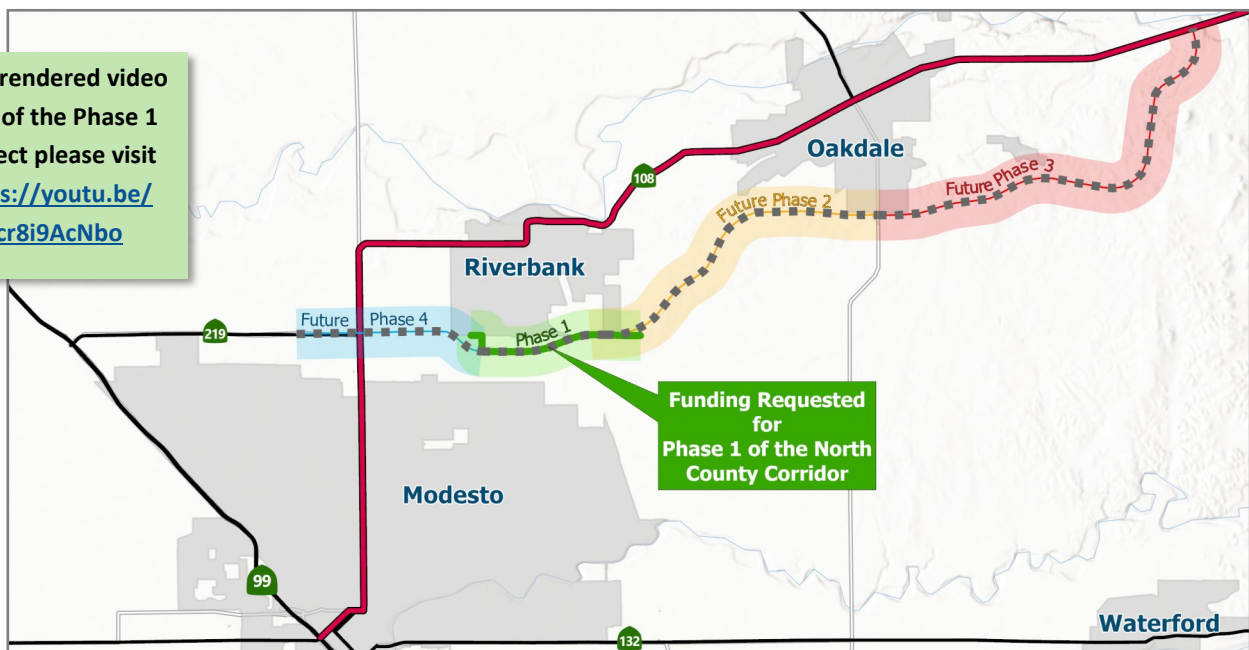 rendered video
of the Phase 1
ect please visit
s://youtu.be/
cr8i9AcNbo
108
Oakdale
Future Phase 3
Future Phase 2
Riverbank
219
Future Phase 4
Phase 1
Funding Requested
for
Phase 1 of the North
County Corridor
Modesto
99
Waterford
132